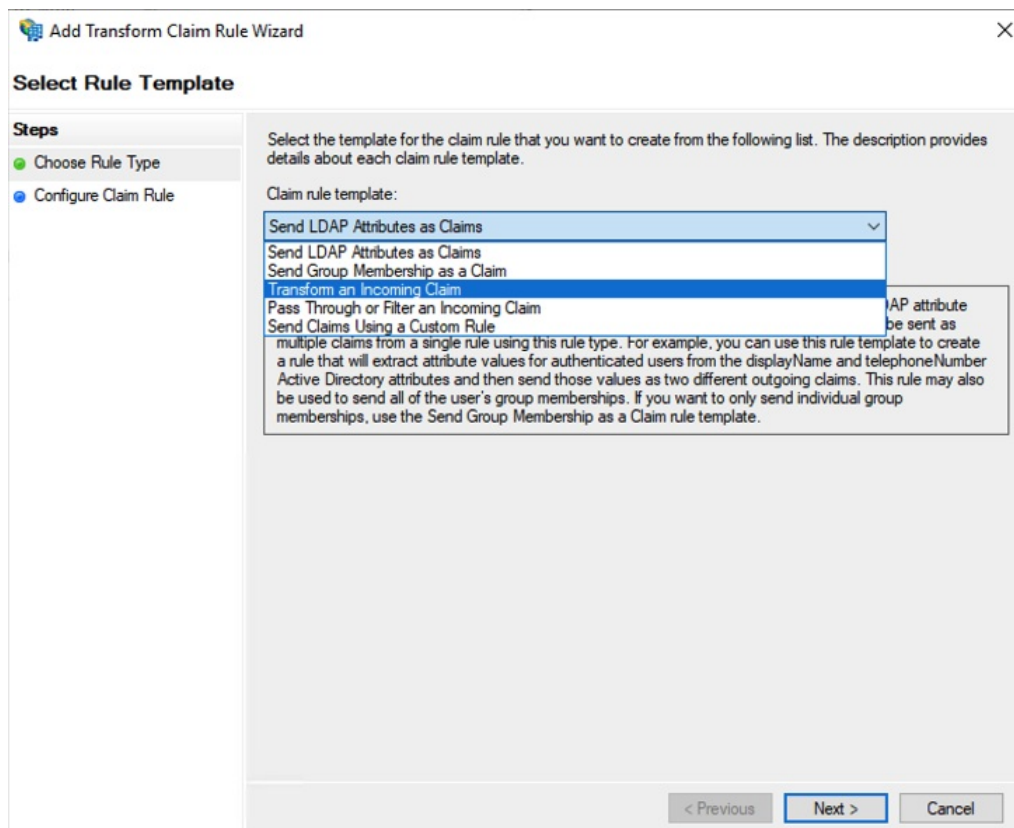 Add Transform Claim Rule Wizard
Select Rule Template
Steps
Choose Rule Type
Configure Claim Rule
Select the template for the claim rule that you want to create from the following list. The description provides
details about each claim rule template.
Claim rule template:
Send LDAP Attributes as Claims
Send LDAP Attributes as Claims
Send Group Membership as a Claim
Transform an Incoming Claim
Pass Through or Filter an Incoming Claim
Send Claims Using a Custom Rule
AP attribute
be sent as
multiple claims from a single rule using this rule type. For example, you can use this rule template to create
a rule that will extract attribute values for authenticated users from the displayName and telephoneNumber
Active Directory attributes and then send those values as two different outgoing claims. This rule may also
be used to send all of the user's group memberships. If you want to only send individual group
memberships, use the Send Group Membership as a Claim rule template.
< Previous
Next >
Cancel